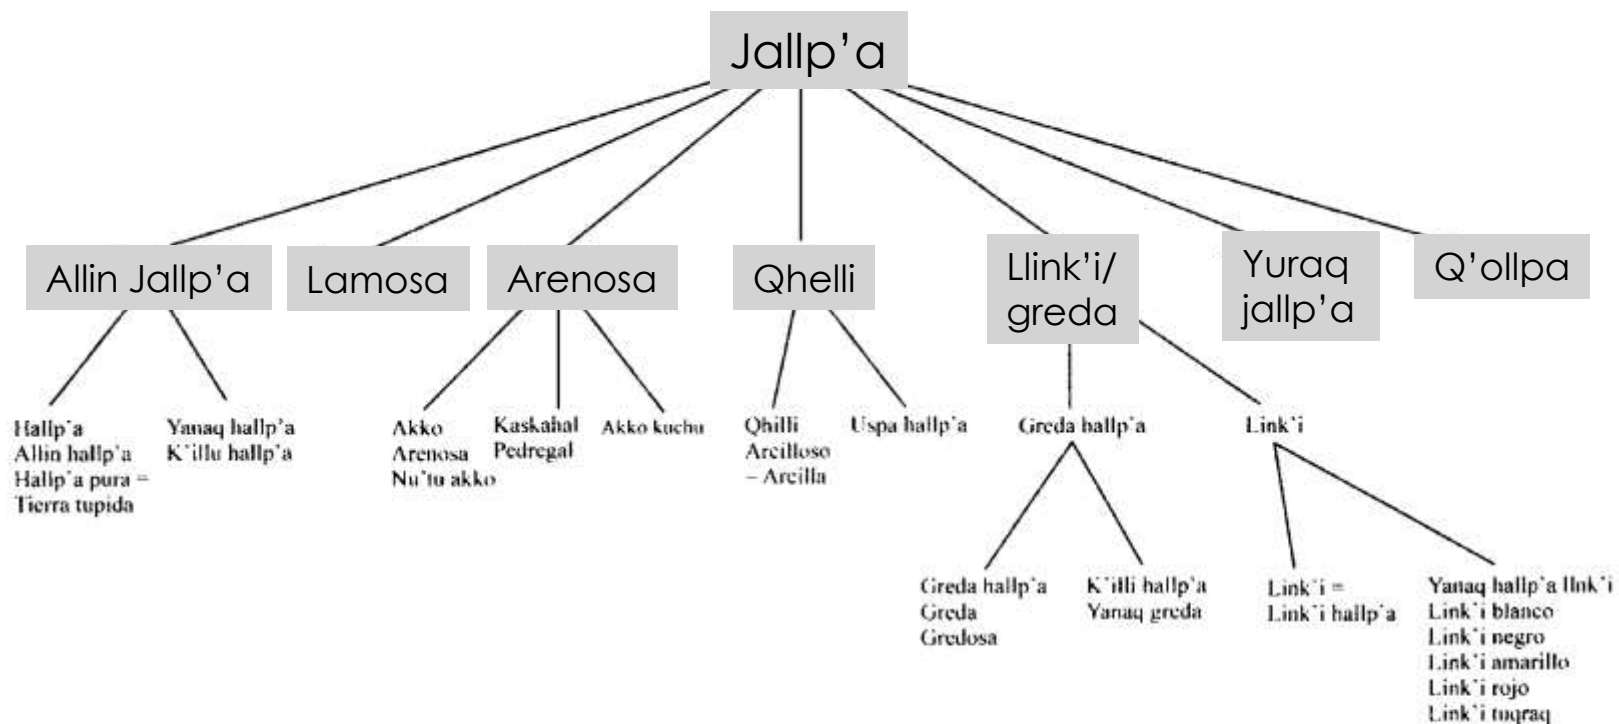 Jallp’a
Allin Jallp’a
Lamosa
Arenosa
Qhelli
Llink’i/
greda
Yuraq
jallp’a
Q’ollpa
Hallp’a
Allin hallp’a
Hallp’a pura =
Tierra tupida
Yanaq hallp’a
K’illu hallp’a
Akko
Arenosa
Nu’tu akko
Kaskahal
Pedregal
Akko kuchu
Qhilli
Arcilloso
– Arcilla
Uspa hallp’a
Greda hallp’a
Link’i
Greda hallp’a
Greda
Gredosa
K’illi hallp’a
Yanaq greda
Link’i =
Link’i hallp’a
Yanaq hallp’a llnk’i
Link’i blanco
Link’i negro
Link’i amarillo
Link’i rojo
Link’i tuqraq